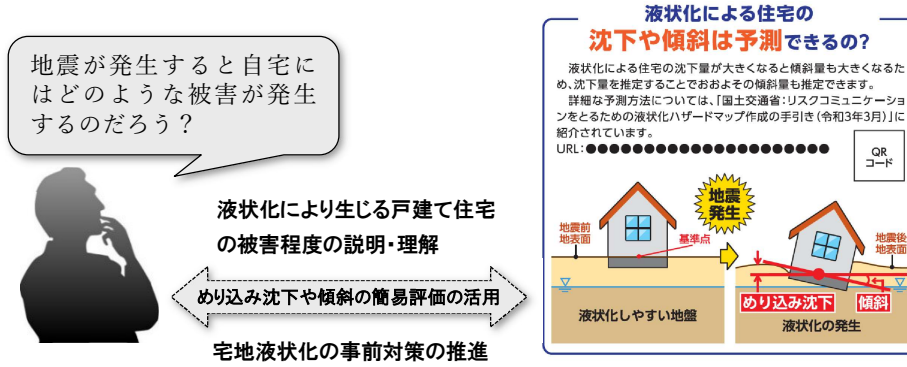 地震が発生すると自宅に
はどのような被害が発生
するのだろう？
液状化により生じる戸建て住宅
の被害程度の説明・理解
めり込み沈下や傾斜の簡易評価の活用
宅地液状化の事前対策の推進
液状化による住宅の
沈下や傾斜は予測できるの?
液状化による住宅の沈下量が大きくなると傾斜量も大きくなるた
め、沈下量を推定することでおおよその傾斜量も推定できます。
詳細な予測方法については、「国土交通省：リスクコミュニケーショ
ンをとるための液状化ハザードマップ作成の手引き（令和3年3月）」に
紹介されています。
URL：●●●●●●●●●●●●●●●●●●●●●
QR
コード
地震
発生
地震前
地表面
基準点
地震後
地表面
めり込み沈下
傾斜
液状化しやすい地盤
液状化の発生